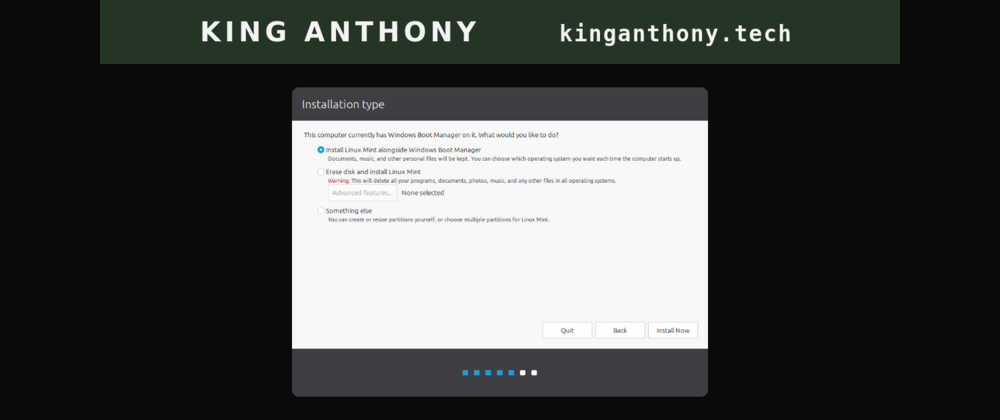 KING ANTHONY kinganthony.tech
Installation type
This computer currently has Windows Boot Manager on it. What would you like to do?
Install Linux Mint alongside Windows Boot Manager
Documents, music, and other personal files will be kept. You can choose which operating system you want each time the computer starts up.
Erase disk and install Linux Mint
Warning: This will delete all your programs, documents, photos, music, and any other files in all operating systems.
Advanced features... None selected
Something else
You can create or resize partitions yourself, or choose multiple partitions for Linux Mint.
Quit Back Install Now